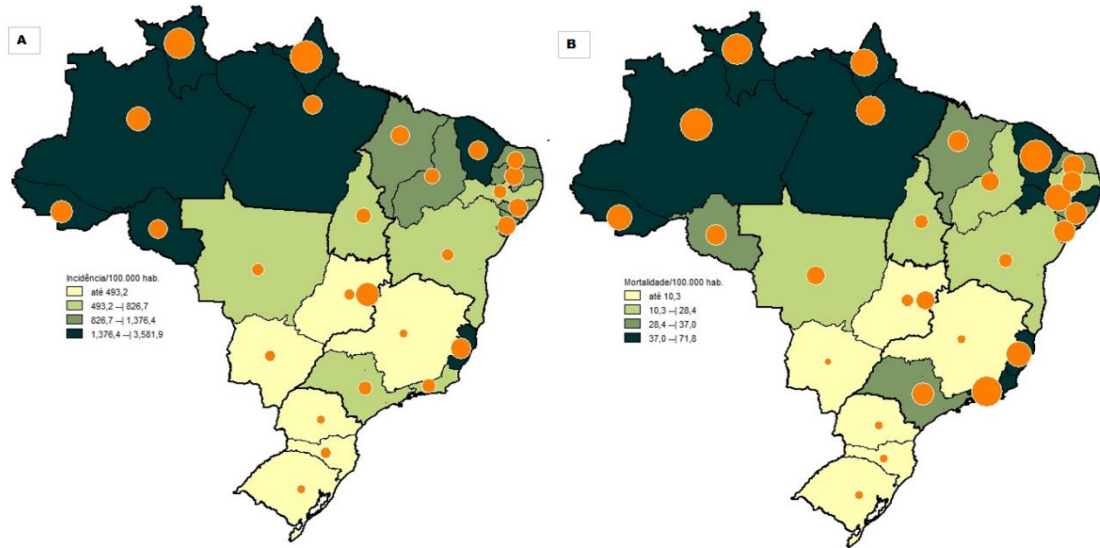 A
Incidência/100.000 hab.
até 493,2
493,2 --| 826,7
826,7 --| 1,376,4
1,376,4 --| 3,581,9
B
Mortalidade/100.000 hab.
até 10,3
10,3 --| 28,4
28,4 --| 37,0
37,0 --| 71,8